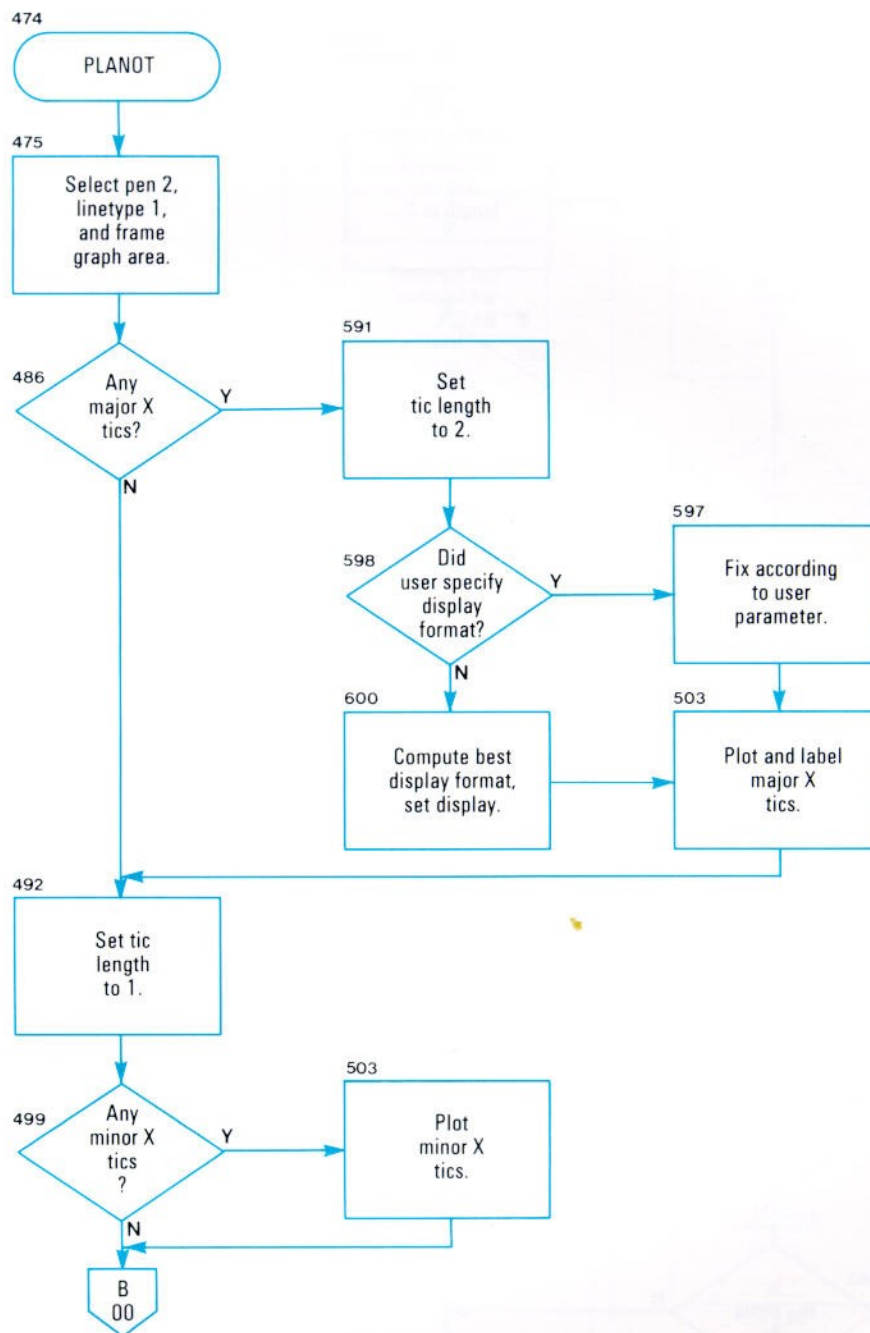 474
PLANOT
475
Select pen 2,
linetype 1,
and frame
graph area.
486
Any
major X
tics?
Y
N
591
Set
tic length
to 2.
598
Did
user specify
display
format?
Y
N
597
Fix according
to user
parameter.
600
Compute best
display format,
set display.
503
Plot and label
major X
tics.
492
Set tic
length
to 1.
499
Any
minor X
tics
?
Y
N
503
Plot
minor X
tics.
B
00